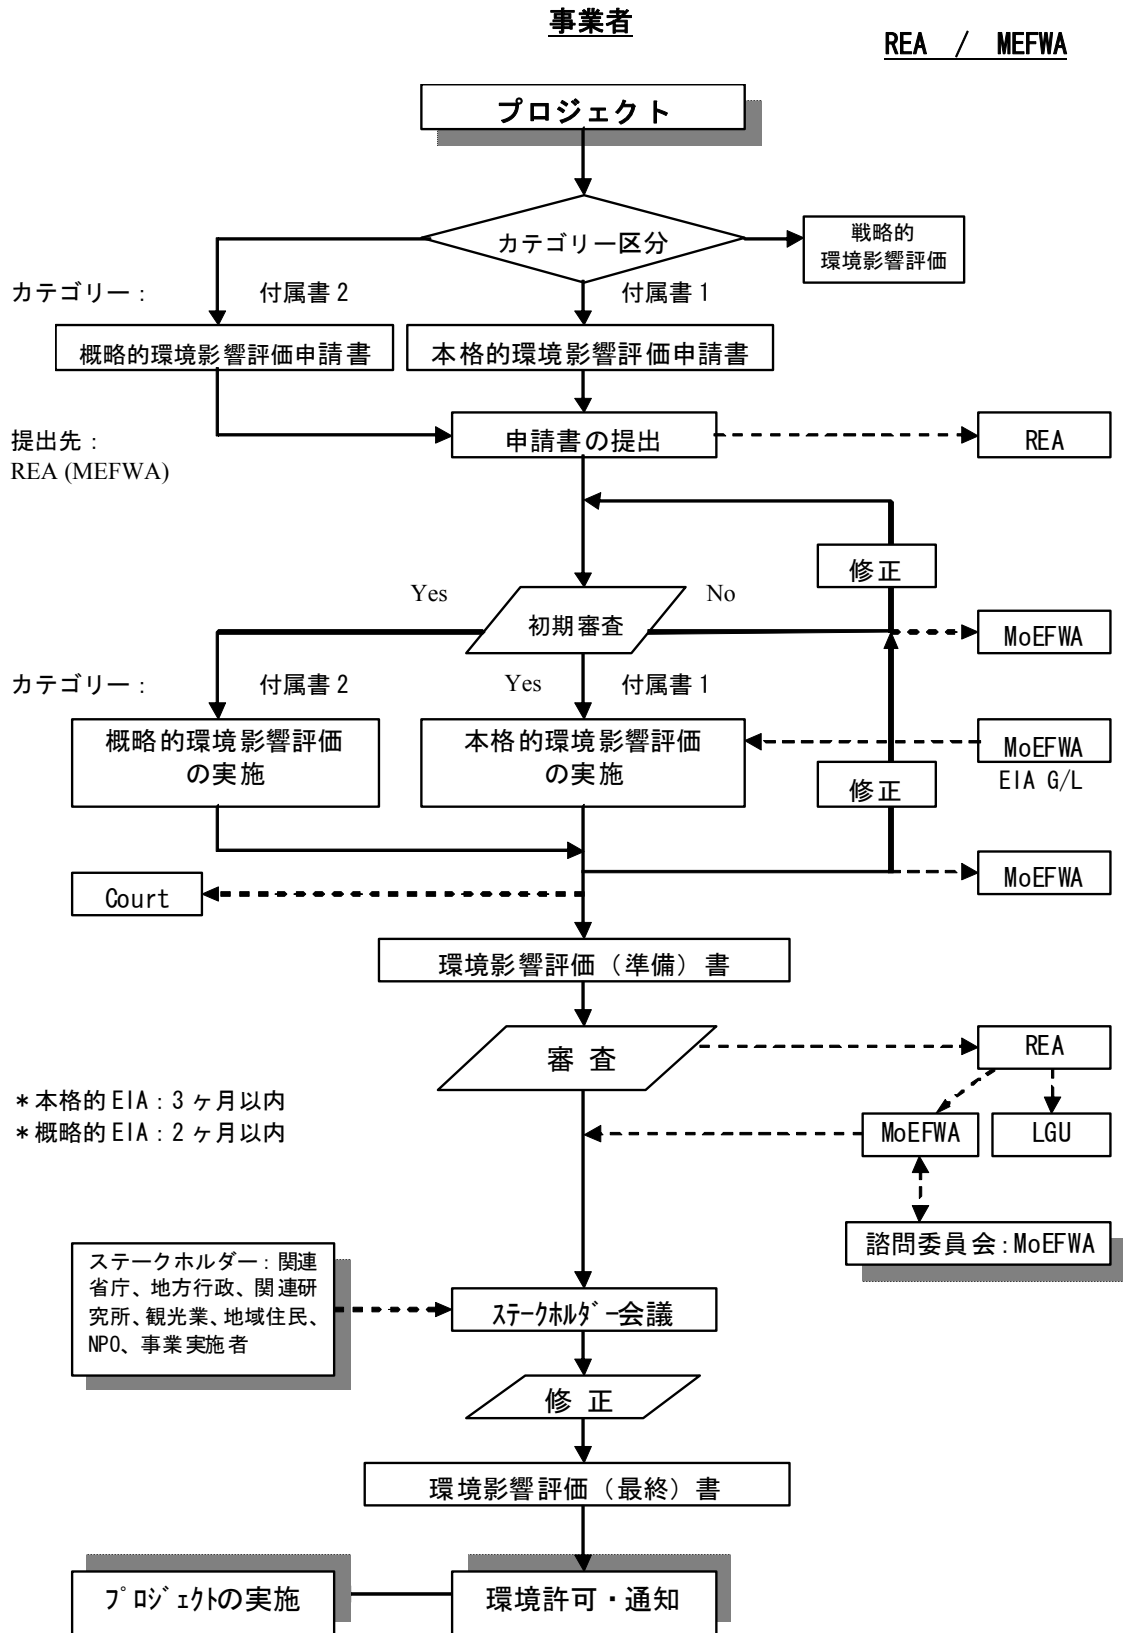 事業者
REA / MEFWA
プロジェクト
カテゴリー区分
戦略的
環境影響評価
カテゴリー：
付属書 2
付属書 1
概略的環境影響評価申請書
本格的環境影響評価申請書
提出先：
REA (MEFWA)
申請書の提出
REA
修正
Yes
No
初期審査
MoEFWA
カテゴリー：
付属書 2
Yes
付属書 1
概略的環境影響評価
の実施
本格的環境影響評価
の実施
MoEFWA
EIA G/L
修正
MoEFWA
Court
環境影響評価（準備）書
審 査
REA
＊本格的 EIA：3 ヶ月以内
＊概略的 EIA：2 ヶ月以内
MoEFWA
LGU
諮問委員会：MoEFWA
ステークホルダー：関連
省庁、地方行政、関連研
究所、観光業、地域住民、
NPO、事業実施者
ｽﾃｰｸﾎﾙﾀﾞｰ会議
修 正
環境影響評価（最終）書
ﾌﾟﾛｼﾞｪｸﾄの実施
環境許可・通知